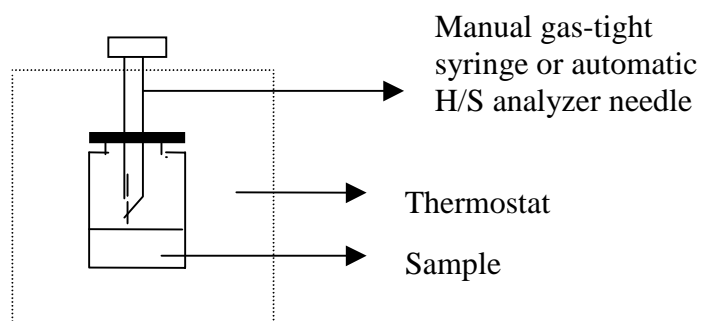 Manual gas-tight
syringe or automatic
H/S analyzer needle
Thermostat
Sample